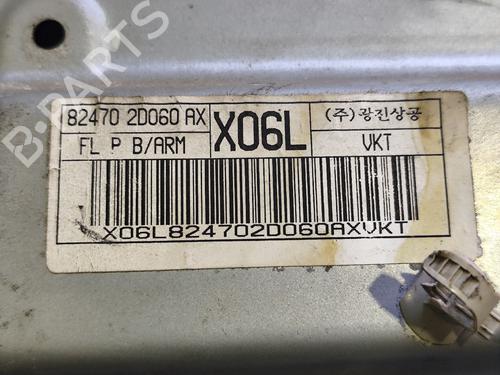 B-PARTS
82470 2D060 AX
X06L
(주)광진상공
FL P B/ARM
VKT
X06L824702D060AXVKT